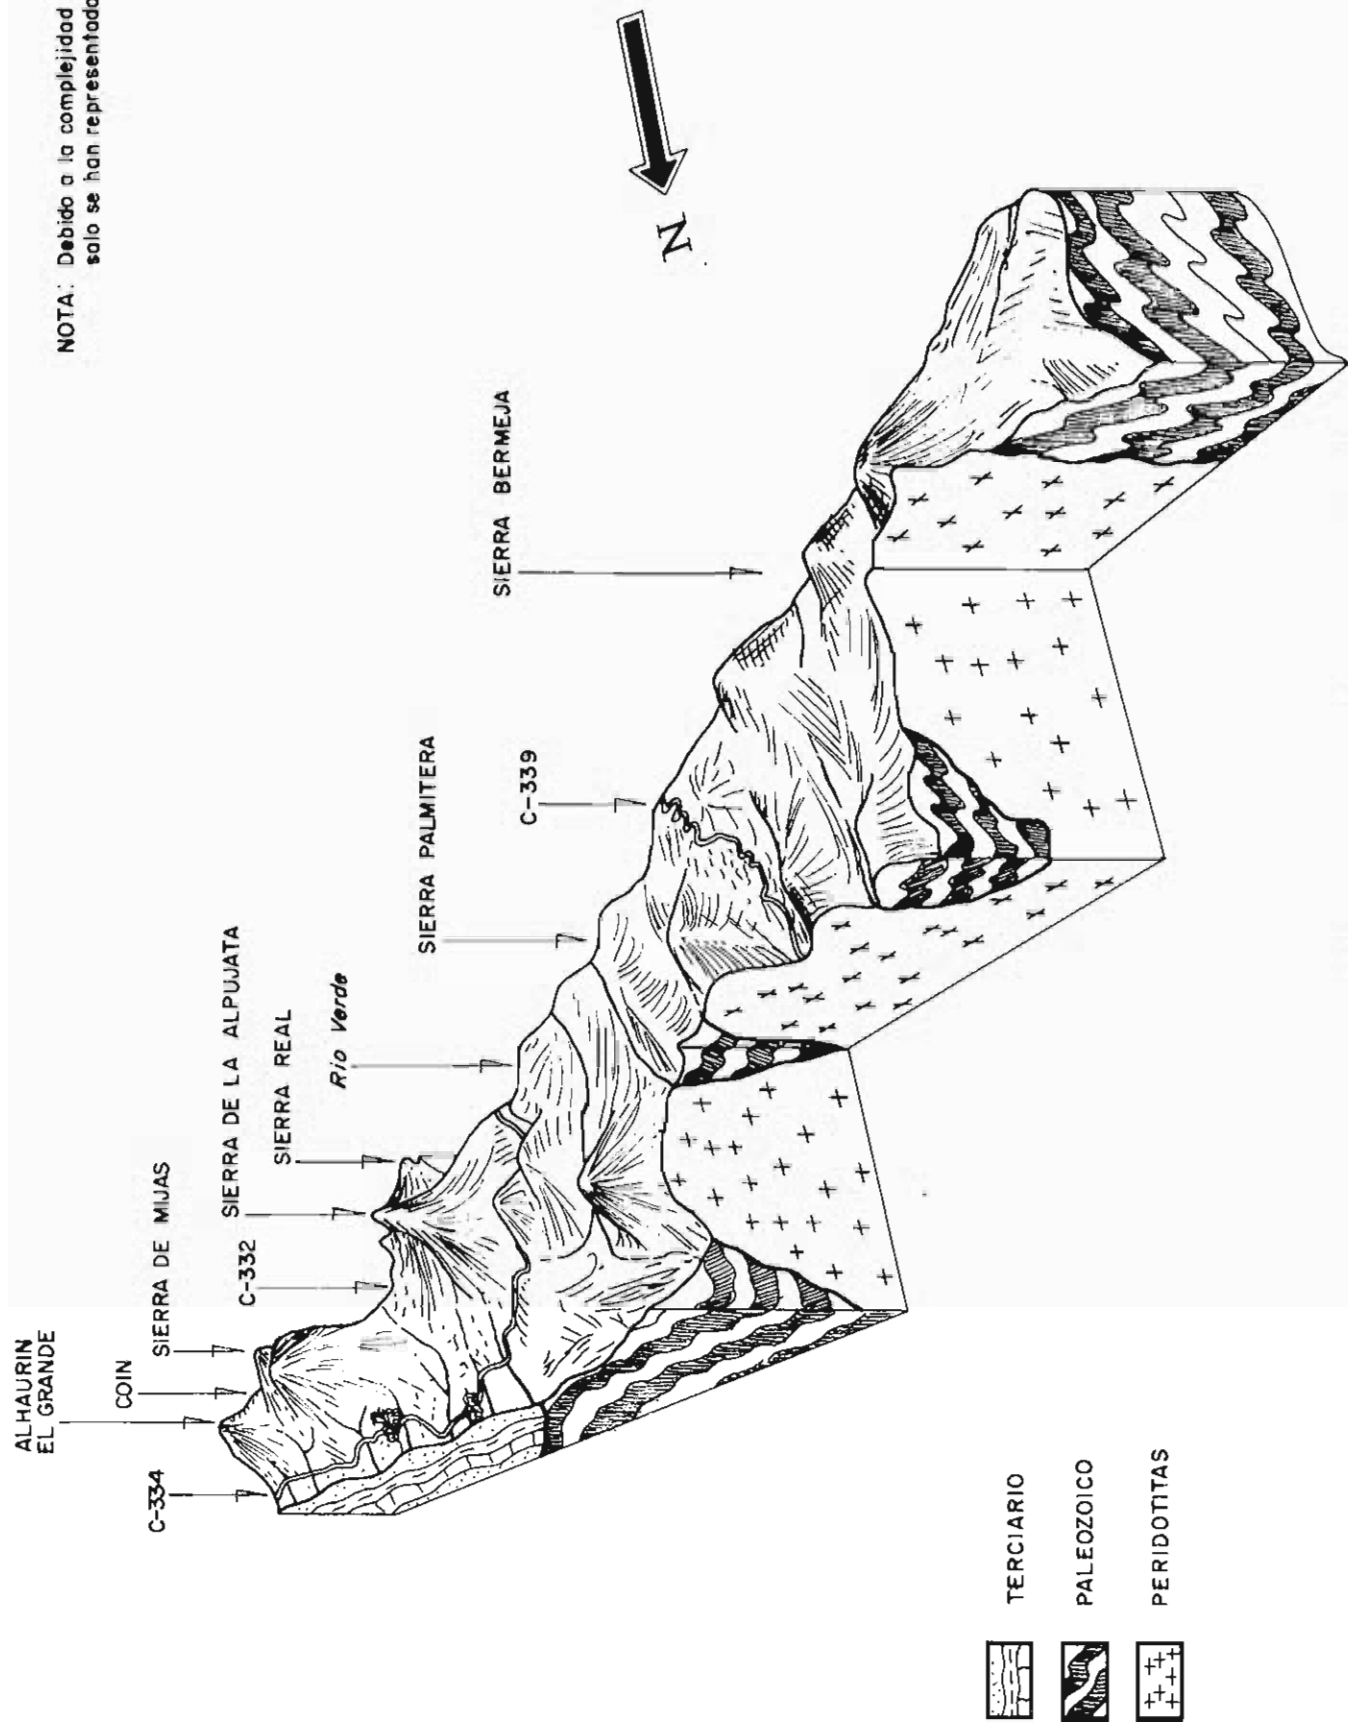 NOTA: Debido a la complejidad
salo se han representado
N
ALHAURIN
EL GRANDE
COIN
SIERRA DE MIJAS
C-334
C-332
SIERRA DE LA ALPUJATA
SIERRA REAL
Rio Verde
SIERRA PALMITERA
C-339
SIERRA BERMEJA
TERCIARIO
PALEOZOICO
PERIDOTITAS